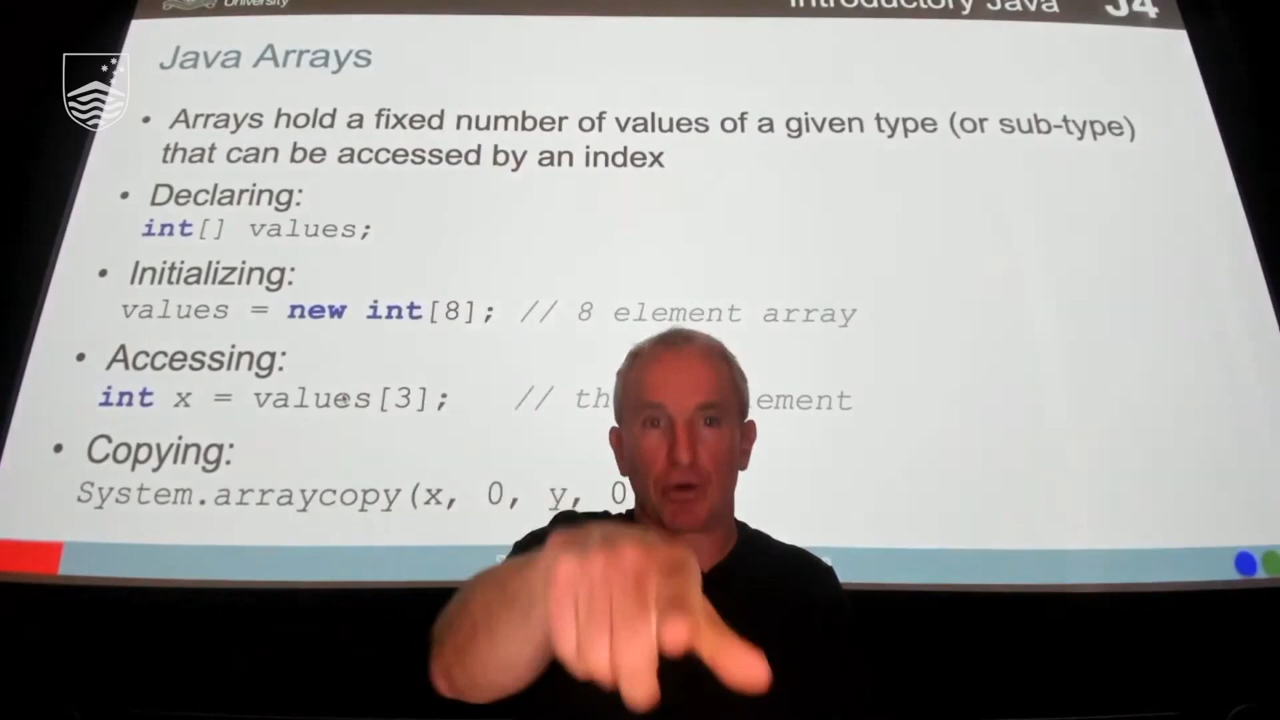 University
Introductory Java J4
Java Arrays
• Arrays hold a fixed number of values of a given type (or sub-type)
that can be accessed by an index
• Declaring:
int[] values;
• Initializing:
values = new int[8]; // 8 element array
• Accessing:
int x = values[3]; // th ement
• Copying:
System.arraycopy(x, 0, y, 0